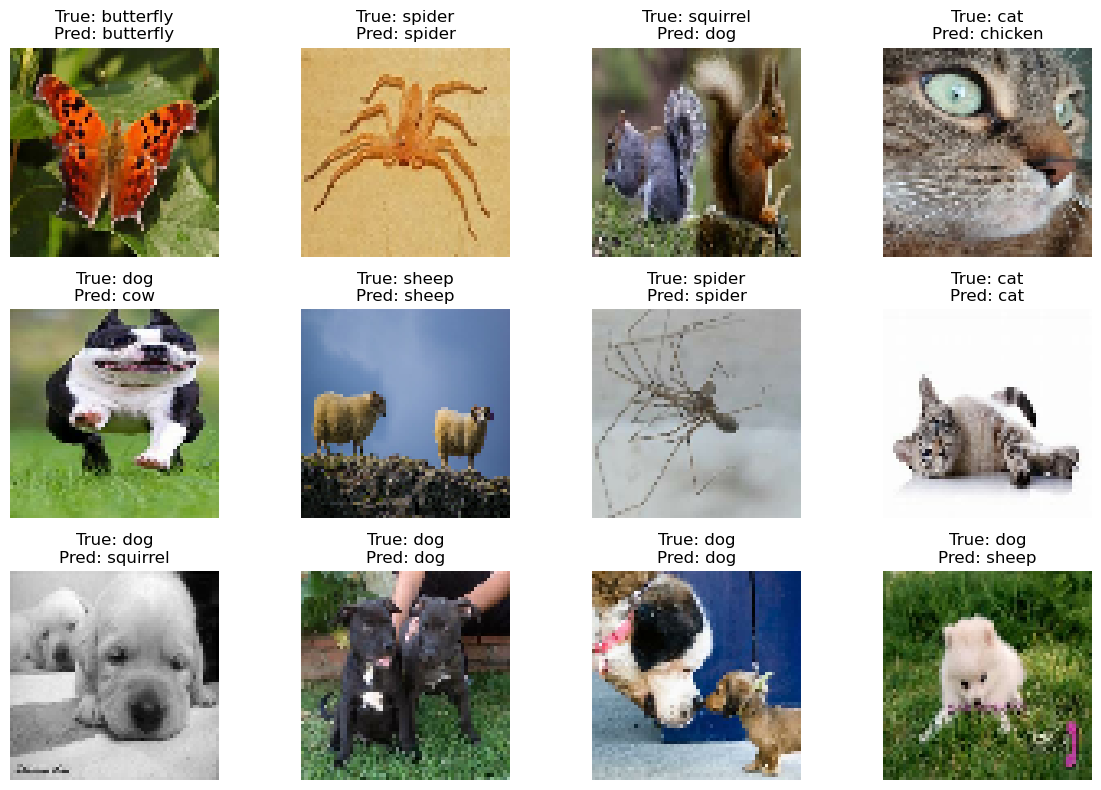 True: butterfly
Pred: butterfly
True: spider
Pred: spider
True: squirrel
Pred: dog
True: cat
Pred: chicken
True: dog
Pred: cow
True: sheep
Pred: sheep
True: spider
Pred: spider
True: cat
Pred: cat
True: dog
Pred: squirrel
True: dog
Pred: dog
True: dog
Pred: dog
True: dog
Pred: sheep